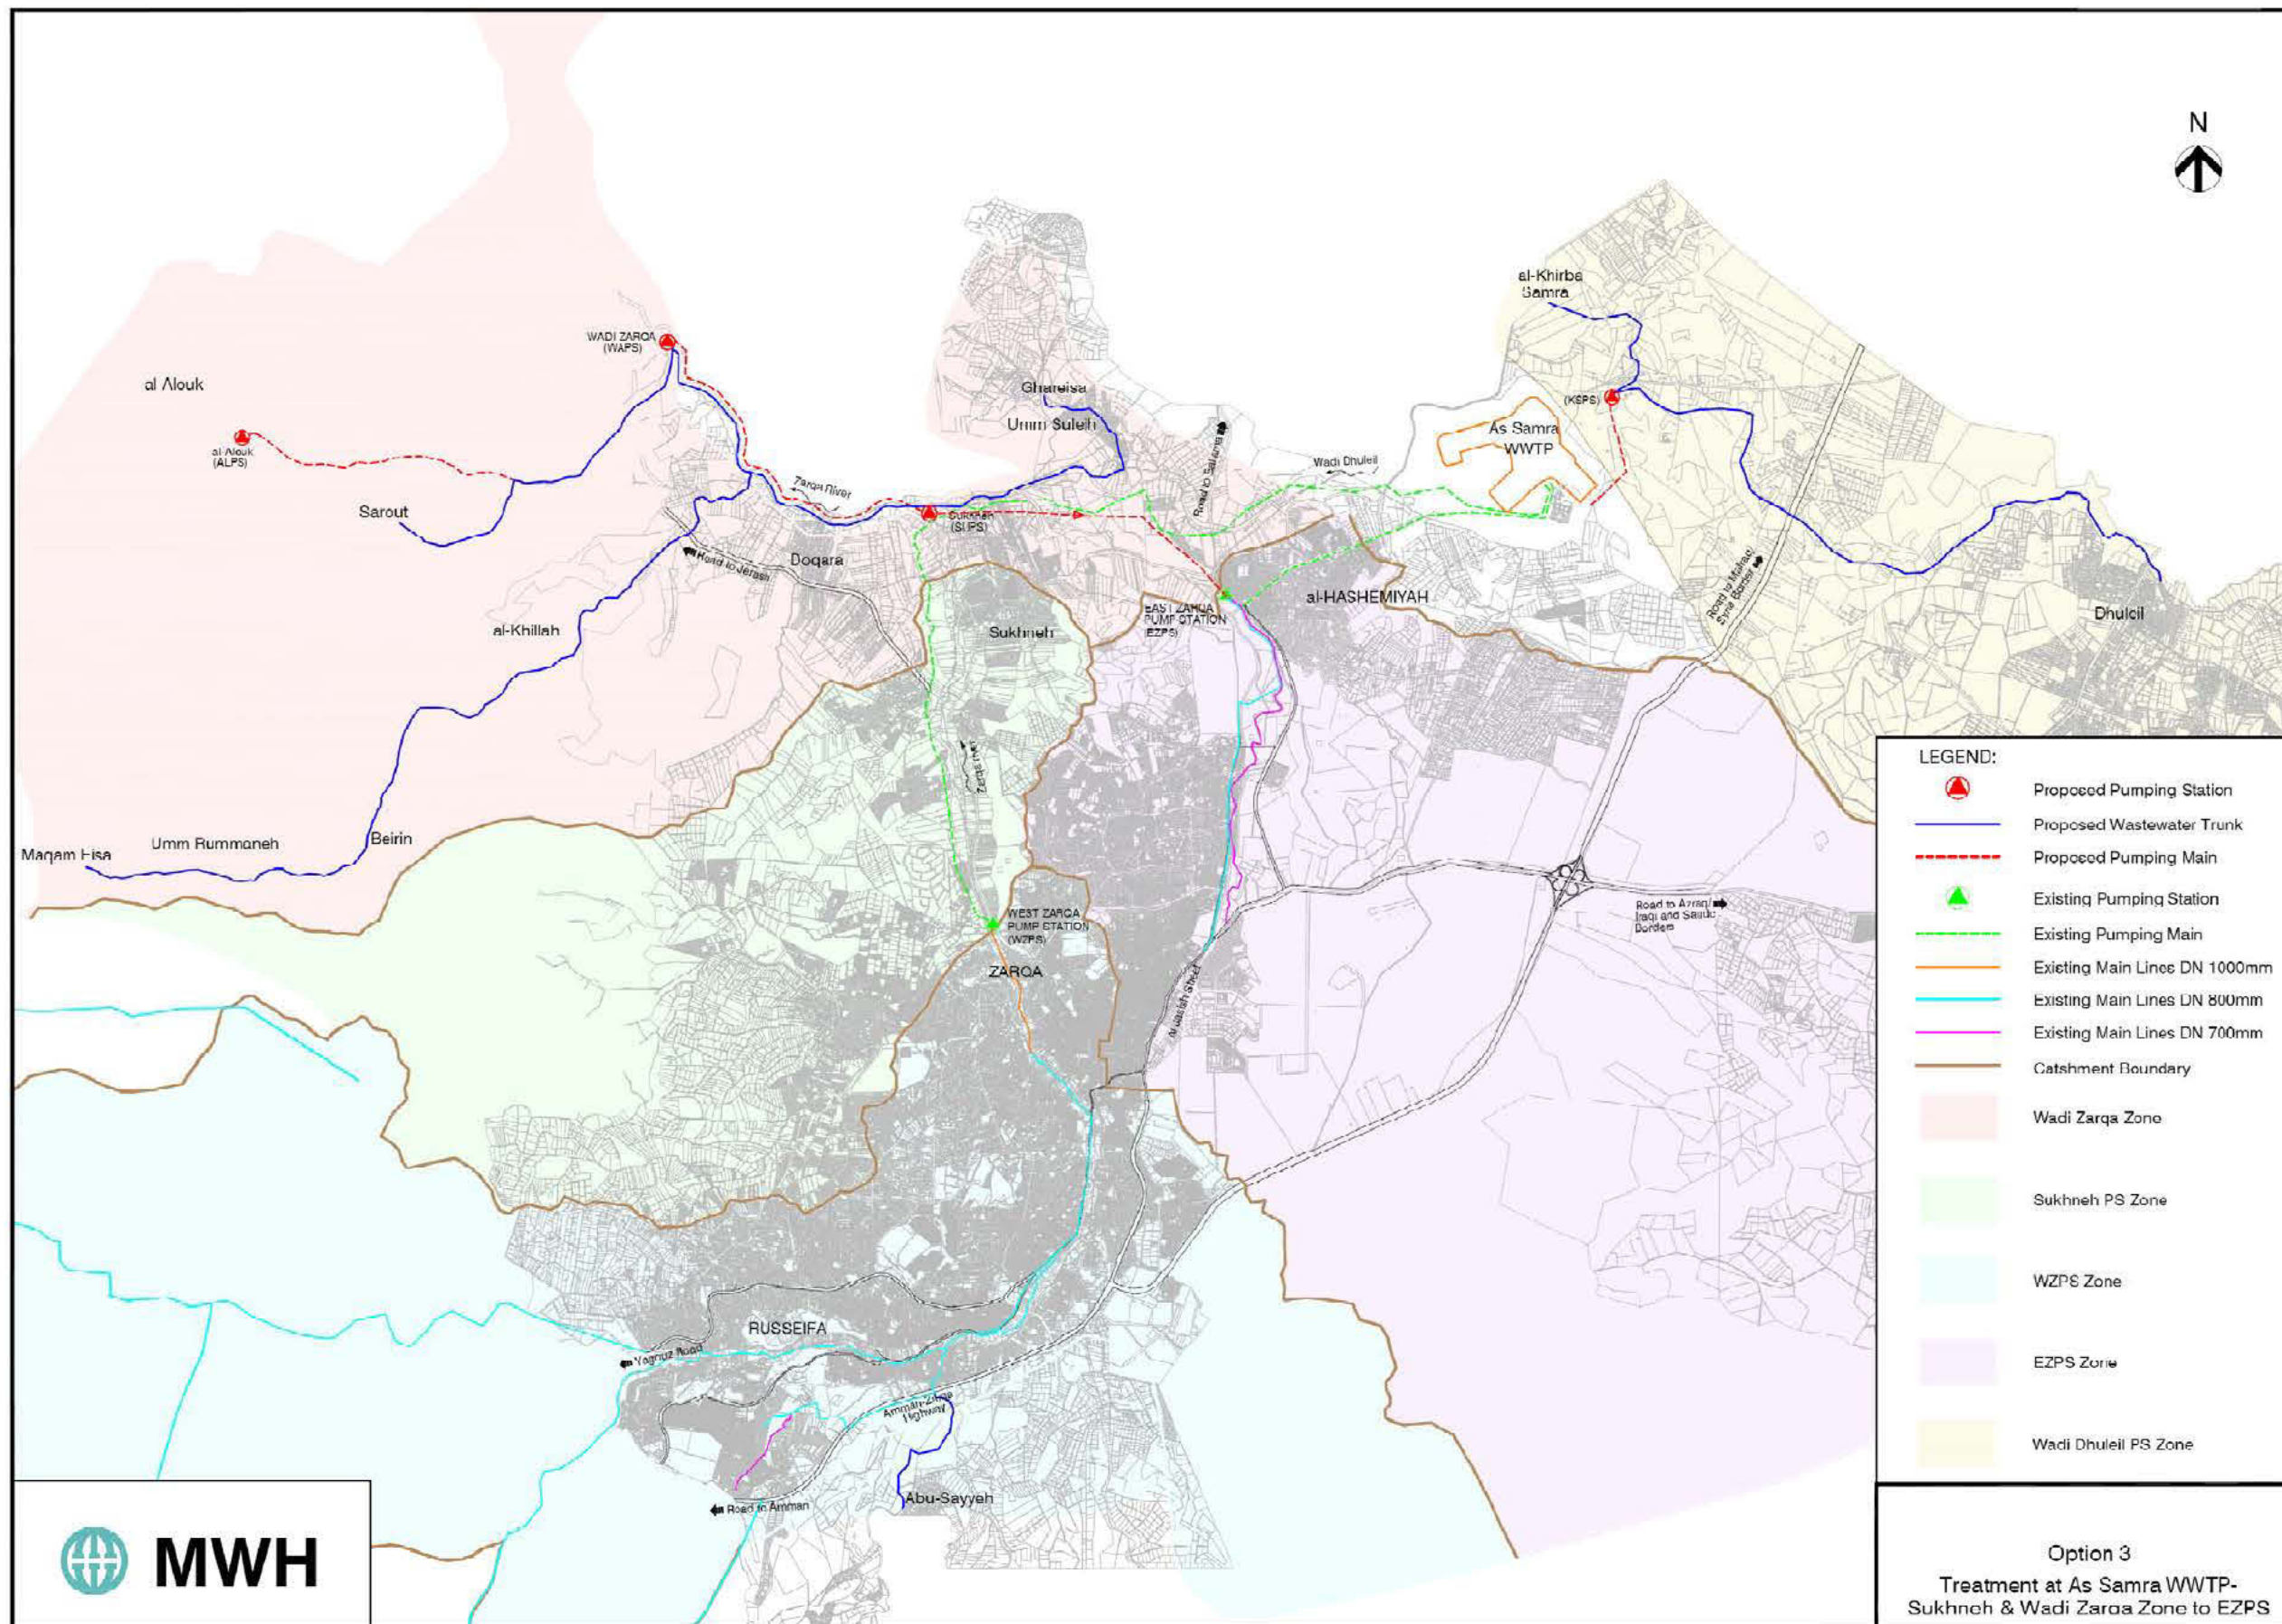 N
al-Khirba
Samra
WADI ZARQA
(WAPS)
al Alouk
Ghareisa
(KSPS)
Umm Suleih
As Samra
WWTP
al-Alouk
(ALPS)
Wadi Dhuleil
Zarqa River
Sarout
(SHPS)
Doqara
Road to Jerash
al-HASHEMIYAH
EAST ZARQA
PUMP STATION
(EZPS)
Dhuleil
al-Khillah
Sukhneh
Zarqa River
Beirin
Umm Rummaneh
Maqam Eisa
WEST ZARQA
PUMP STATION
(WZPS)
ZARQA
Road to Azraq/
Iraqi and Saudi
Borders
RUSSEIFA
Yagouz Road
Amman-Zarqa
Highway
Abu-Sayyeh
Road to Amman
LEGEND:
Proposed Pumping Station
Proposed Wastewater Trunk
Proposed Pumping Main
Existing Pumping Station
Existing Pumping Main
Existing Main Lines DN 1000mm
Existing Main Lines DN 800mm
Existing Main Lines DN 700mm
Catshment Boundary
Wadi Zarqa Zone
Sukhneh PS Zone
WZPS Zone
EZPS Zone
Wadi Dhuleil PS Zone
MWH
Option 3
Treatment at As Samra WWTP-
Sukhneh & Wadi Zarqa Zone to EZPS